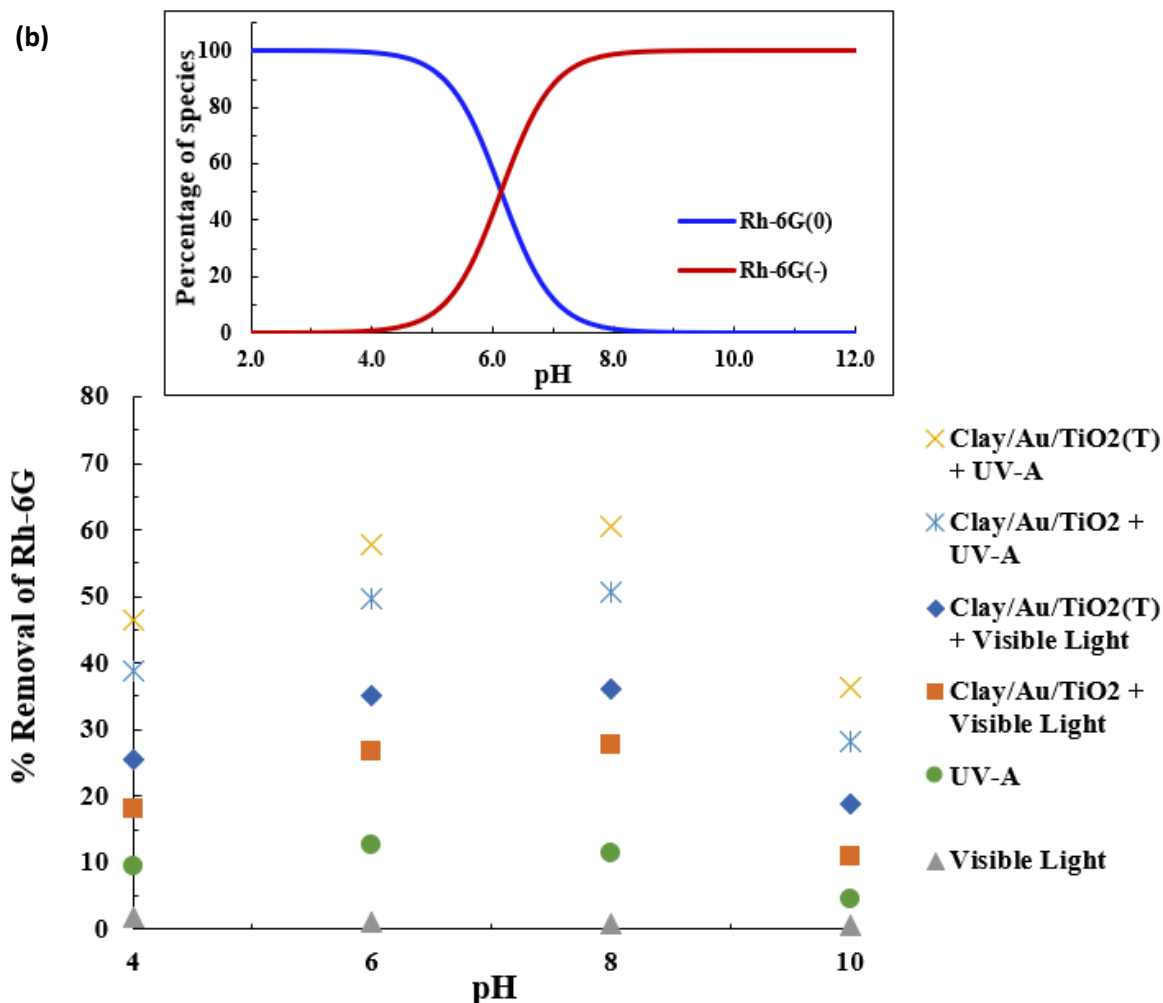 (b)
Percentage of species
100
80
60
40
20
0
2.0 4.0 6.0 8.0 10.0 12.0
pH
Rh-6G(0)
Rh-6G(-)
% Removal of Rh-6G
80
70
60
50
40
30
20
10
0
4 6 8 10
pH
Clay/Au/TiO2(T)
+ UV-A
Clay/Au/TiO2 +
UV-A
Clay/Au/TiO2(T)
+ Visible Light
Clay/Au/TiO2 +
Visible Light
UV-A
Visible Light